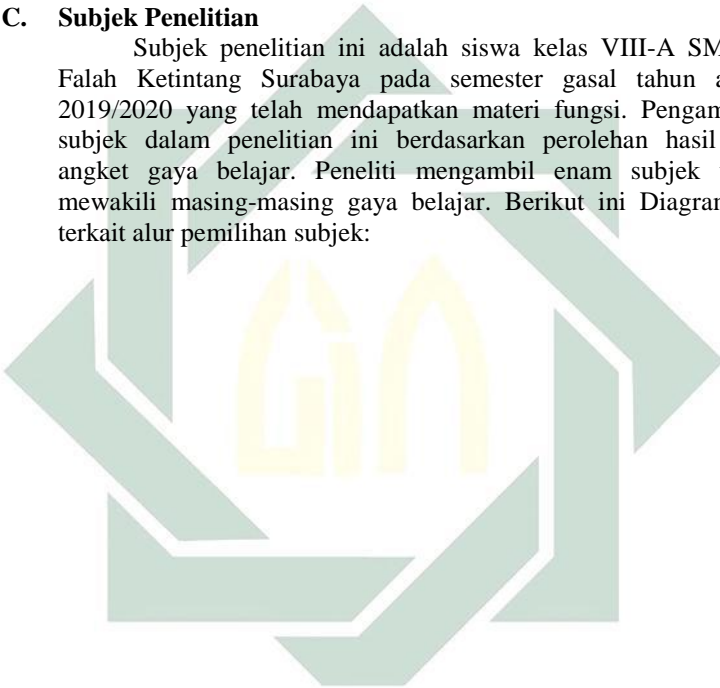 C. Subjek Penelitian
Subjek penelitian ini adalah siswa kelas VIII-A SM
Falah Ketintang Surabaya pada semester gasal tahun a
2019/2020 yang telah mendapatkan materi fungsi. Pengam
subjek dalam penelitian ini berdasarkan perolehan hasil
angket gaya belajar. Peneliti mengambil enam subjek
mewakili masing-masing gaya belajar. Berikut ini Diagran
terkait alur pemilihan subjek: